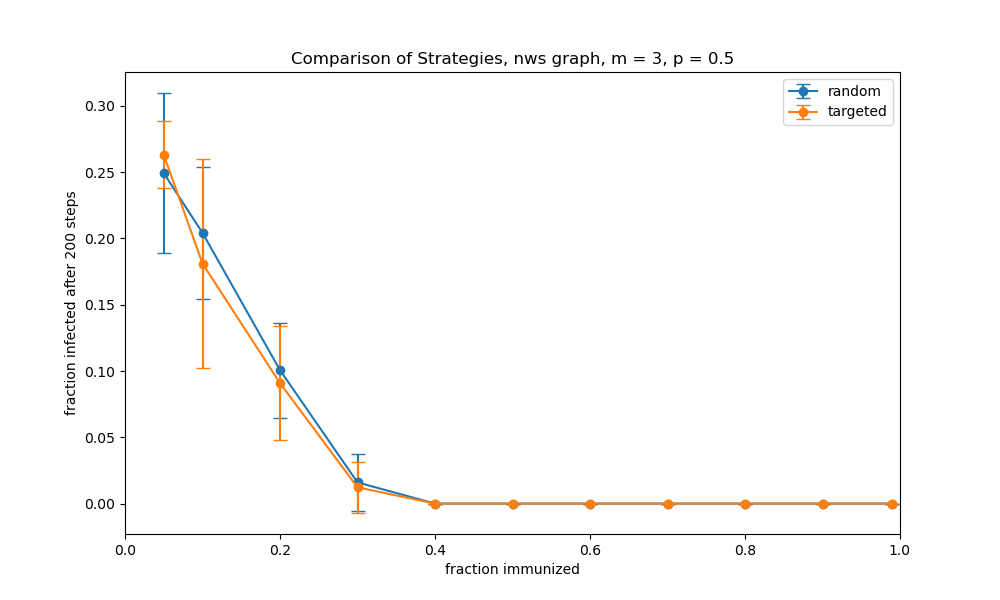 Comparison of Strategies, nws graph, m = 3, p = 0.5
random
targeted
fraction infected after 200 steps
0.30
0.25
0.20
0.15
0.10
0.05
0.00
0.0 0.2 0.4 0.6 0.8 1.0
fraction immunized